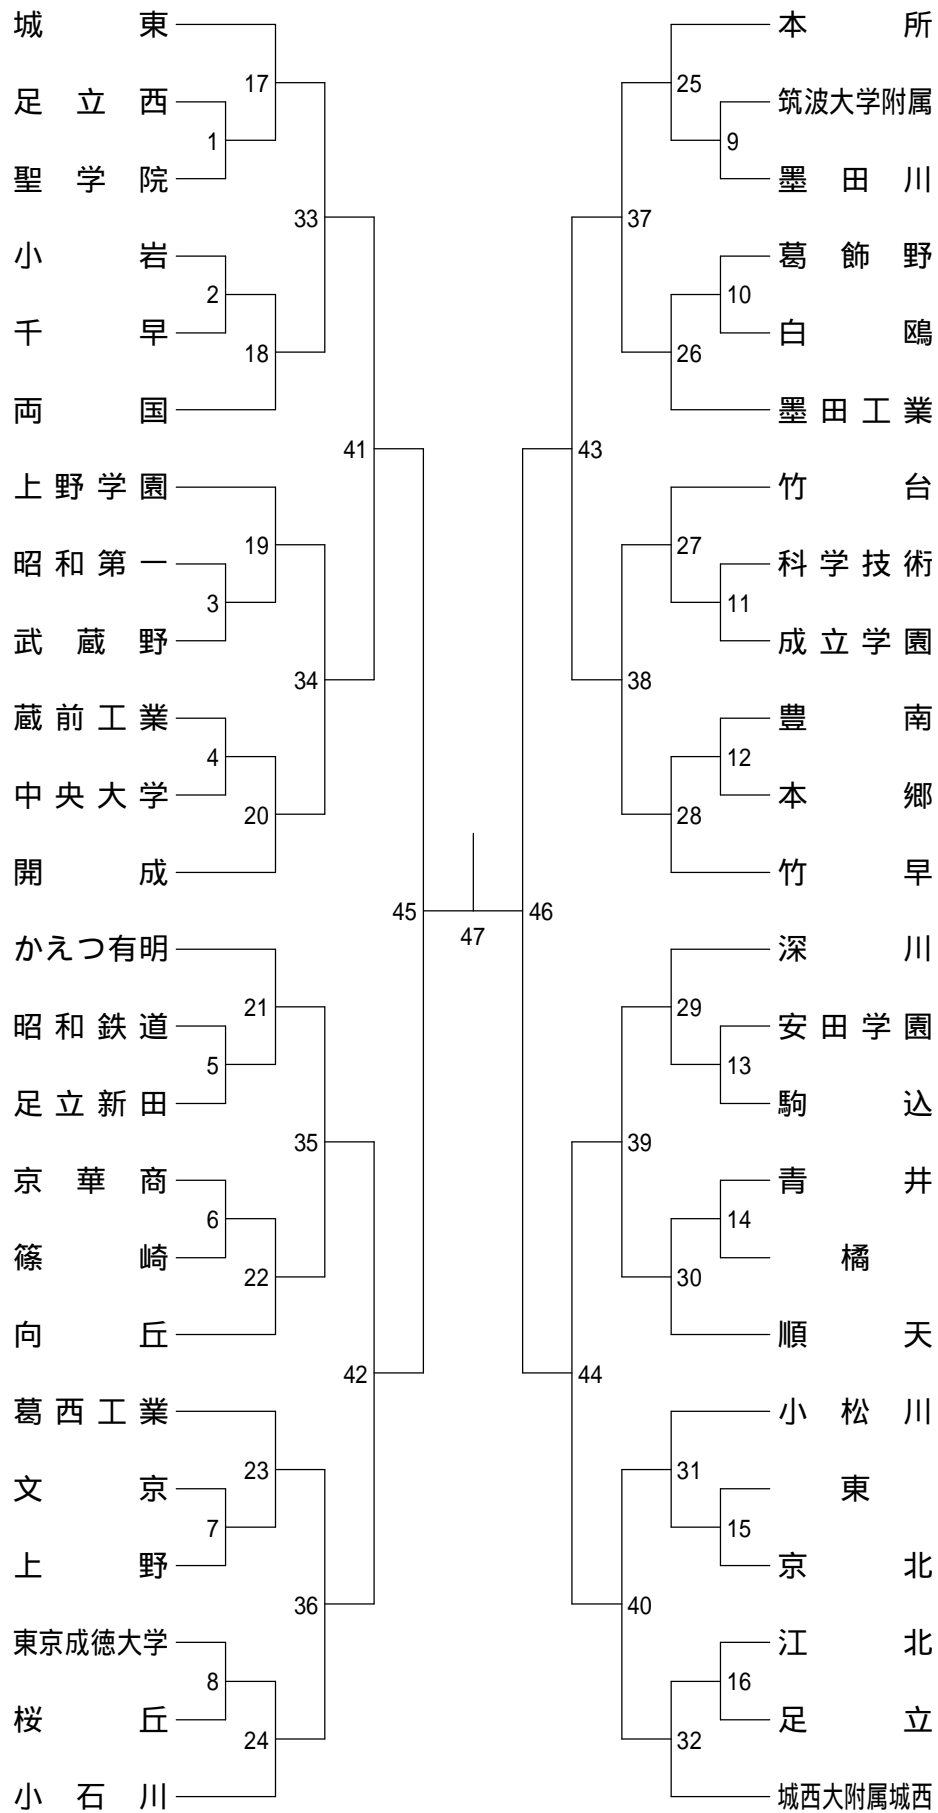 城東
足立西
聖学院
小岩
千早
両国
上野学園
昭和第一
武蔵野
蔵前工業
中央大学
開成
かえつ有明
昭和鉄道
足立新田
京華商
篠崎
向丘
葛西工業
文京
上野
東京成徳大学
桜丘
小石川
1
2
3
4
5
6
7
8
17
18
19
20
21
22
23
24
33
34
35
36
41
42
45
47
46
43
44
37
38
39
40
25
26
27
28
29
30
31
32
9
10
11
12
13
14
15
16
本所
筑波大学附属
墨田川
葛飾野
白鴎
墨田工業
竹台
科学技術
成立学園
豊南
本郷
竹早
深川
安田学園
駒込
青井
橘
順天
小松川
東
京北
江北
足立
城西大附属城西